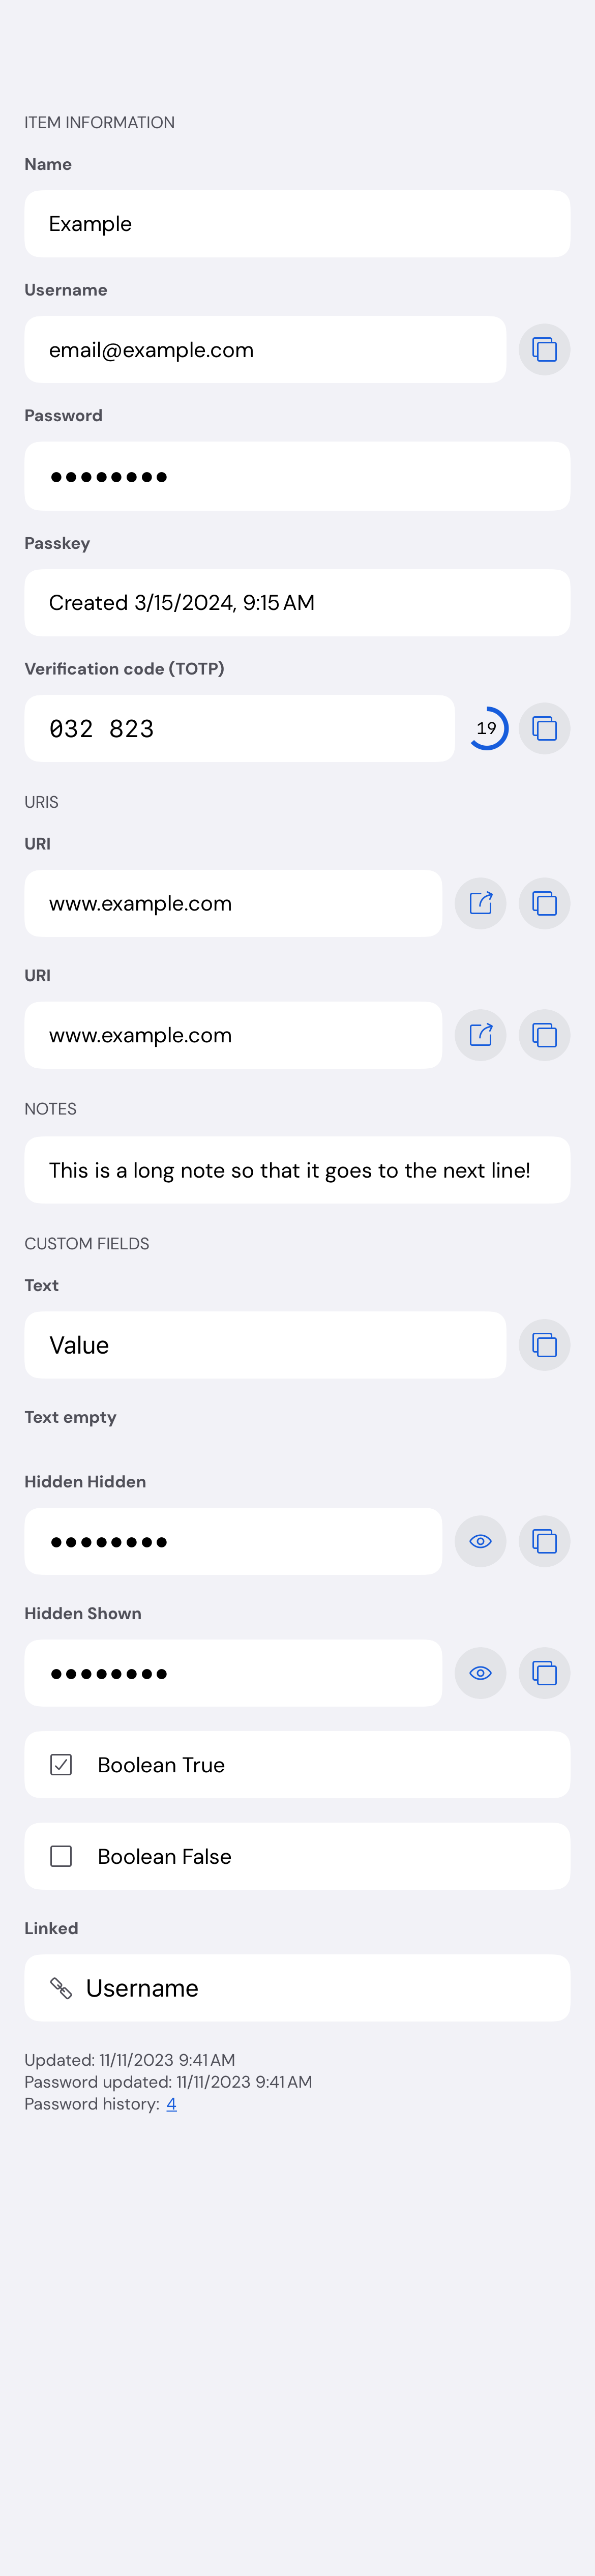 ITEM INFORMATION
Name
Example
Username
email@example.com
Password
●●●●●●●●
Passkey
Created 3/15/2024, 9:15 AM
Verification code (TOTP)
032 823
19
URIS
URI
www.example.com
URI
www.example.com
NOTES
This is a long note so that it goes to the next line!
CUSTOM FIELDS
Text
Value
Text empty
Hidden Hidden
●●●●●●●●
Hidden Shown
●●●●●●●●
Boolean True
Boolean False
Linked
Username
Updated: 11/11/2023 9:41 AM
Password updated: 11/11/2023 9:41 AM
Password history: 4